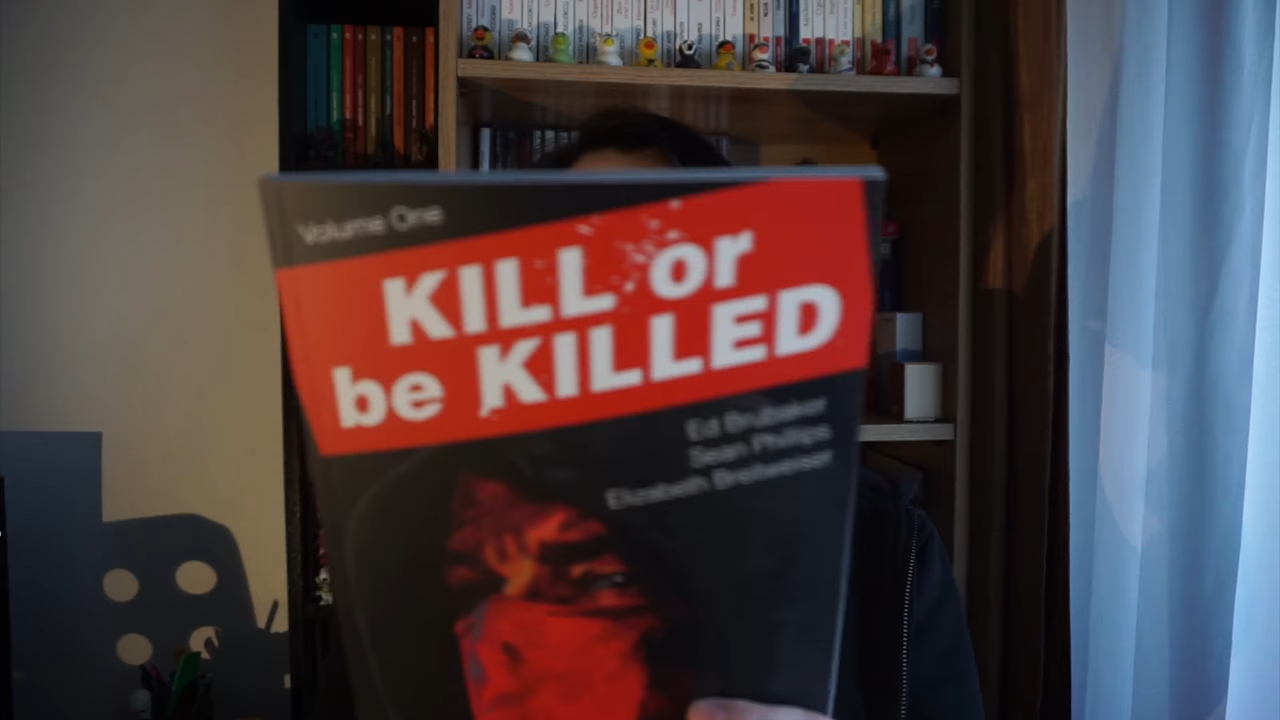 Volume One
KILL or
be KILLED
Ed Brubaker
Sean Phillips
Elizabeth Breitweiser